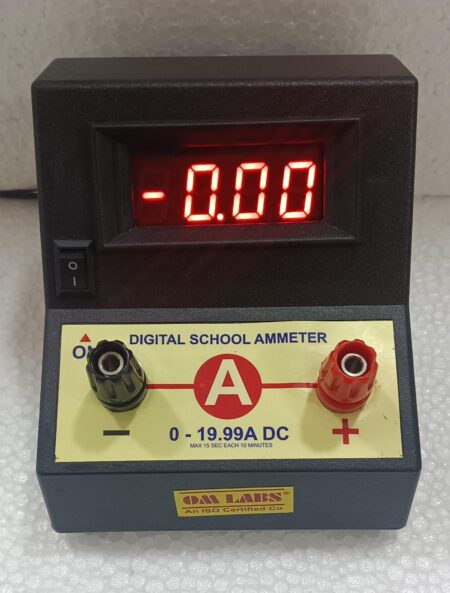 -0.00
O
I
DIGITAL SCHOOL AMMETER
ON
A
- +
0 - 19.99A DC
MAX 15 SEC EACH 10 MINUTES
OM LABS®
An ISO Certified Co